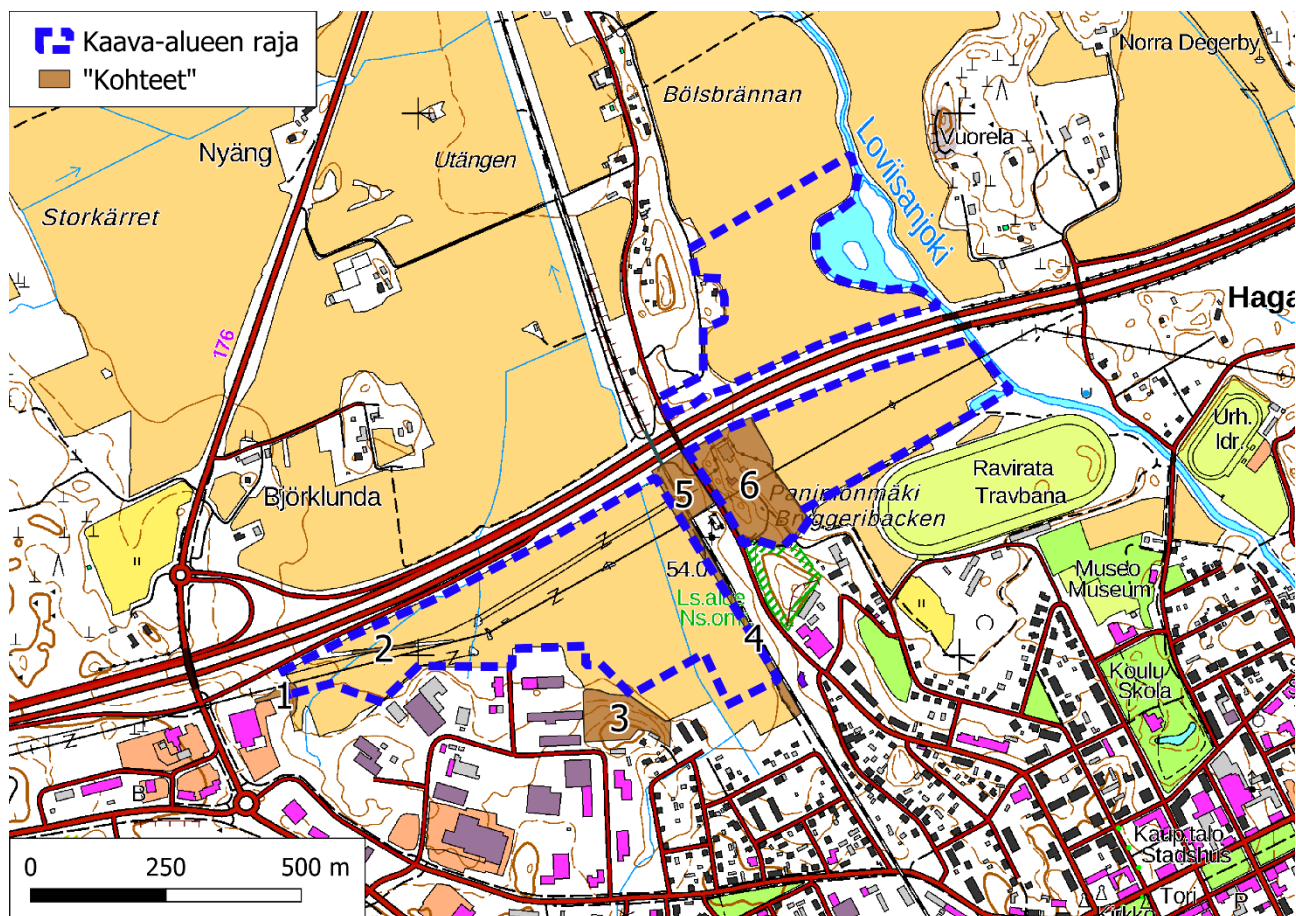 Kaava-alueen raja
"Kohteet"
Norra Degerby
Bölsbrännan
Nyäng
Utängen
Vuorela
Loviisanjoki
Storkärret
176
Haga
Urh.
Idr.
Björklunda
5
6
Ravirata
Travbana
Panimonmäki
Bryggeribacken
54.0
Museo
Museum
Ls.alue
Ns.om
4
2
1
3
Koulu
Skola
B
Kaup.talo
Stadshus
0 250 500 m
Tori
P
Kirkko